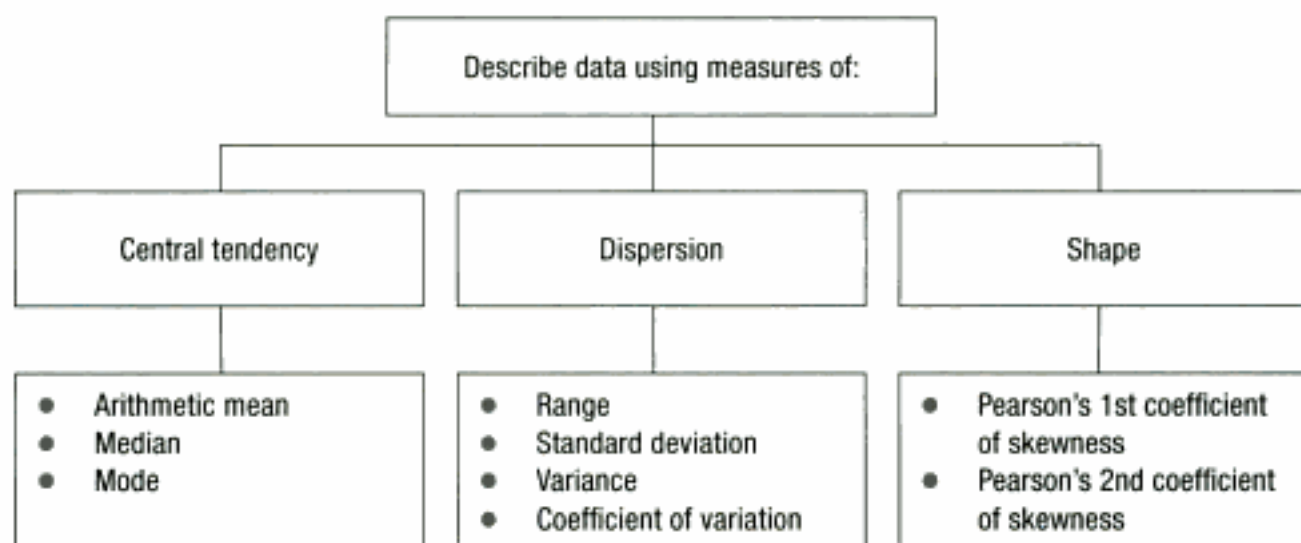 Describe data using measures of:
Central tendency
Dispersion
Shape
● Arithmetic mean
● Median
● Mode
● Range
● Standard deviation
● Variance
● Coefficient of variation
● Pearson's 1st coefficient
of skewness
● Pearson's 2nd coefficient
of skewness